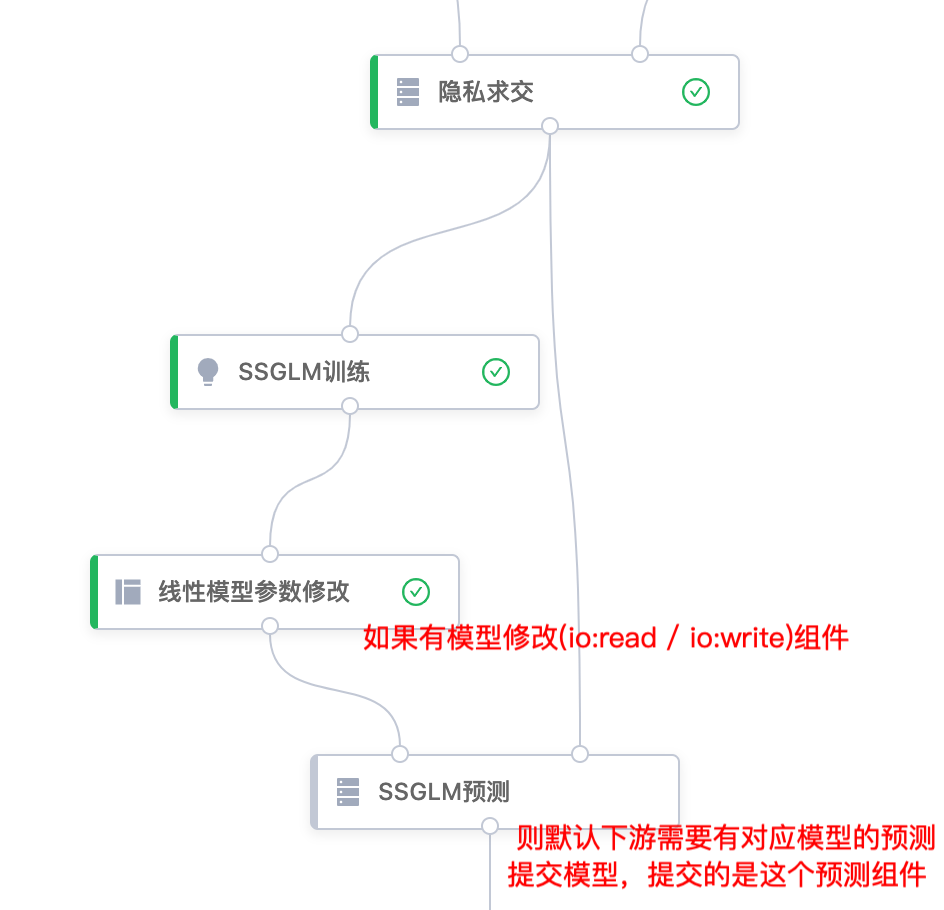 隐私求交
SSGLM训练
线性模型参数修改
如果有模型修改(io:read / io:write)组件
SSGLM预测
则默认下游需要有对应模型的预测
提交模型，提交的是这个预测组件